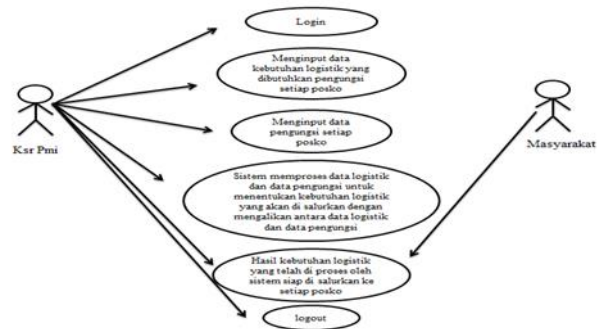 Login
Menginput data
kebutuhan logistik yang
dibutuhkan pengungsi
setiap posko
Ksr Pmi
Menginput data
pengungsi setiap
posko
Masyarakat
Sistem memproses data logistik
dan data pengungsi untuk
menentukan kebutuhan logistik
yang akan di salurkan dengan
mengalikan antara data logistik
dan data pengungsi
Hasil kebutuhan logistik
yang telah di proses oleh
sistem siap di salurkan ke
setiap posko
logout